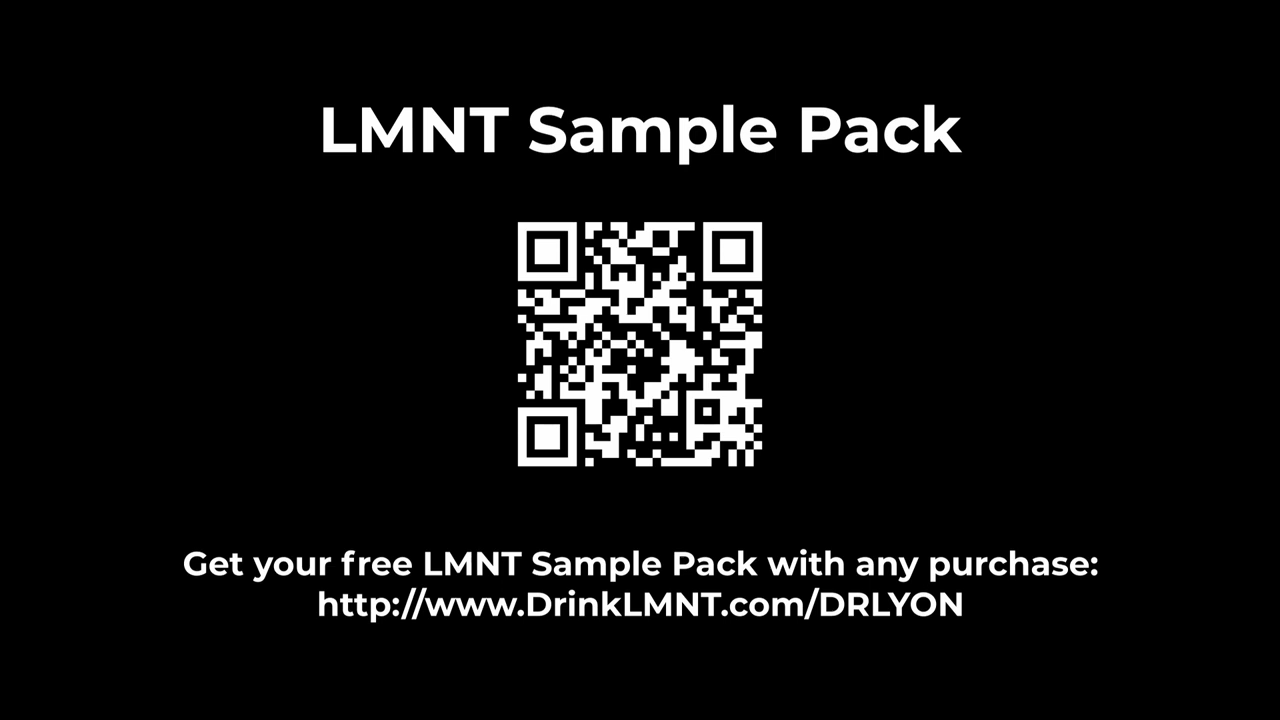 LMNT Sample Pack
Get your free LMNT Sample Pack with any purchase:
http://www.DrinkLMNT.com/DRLYON